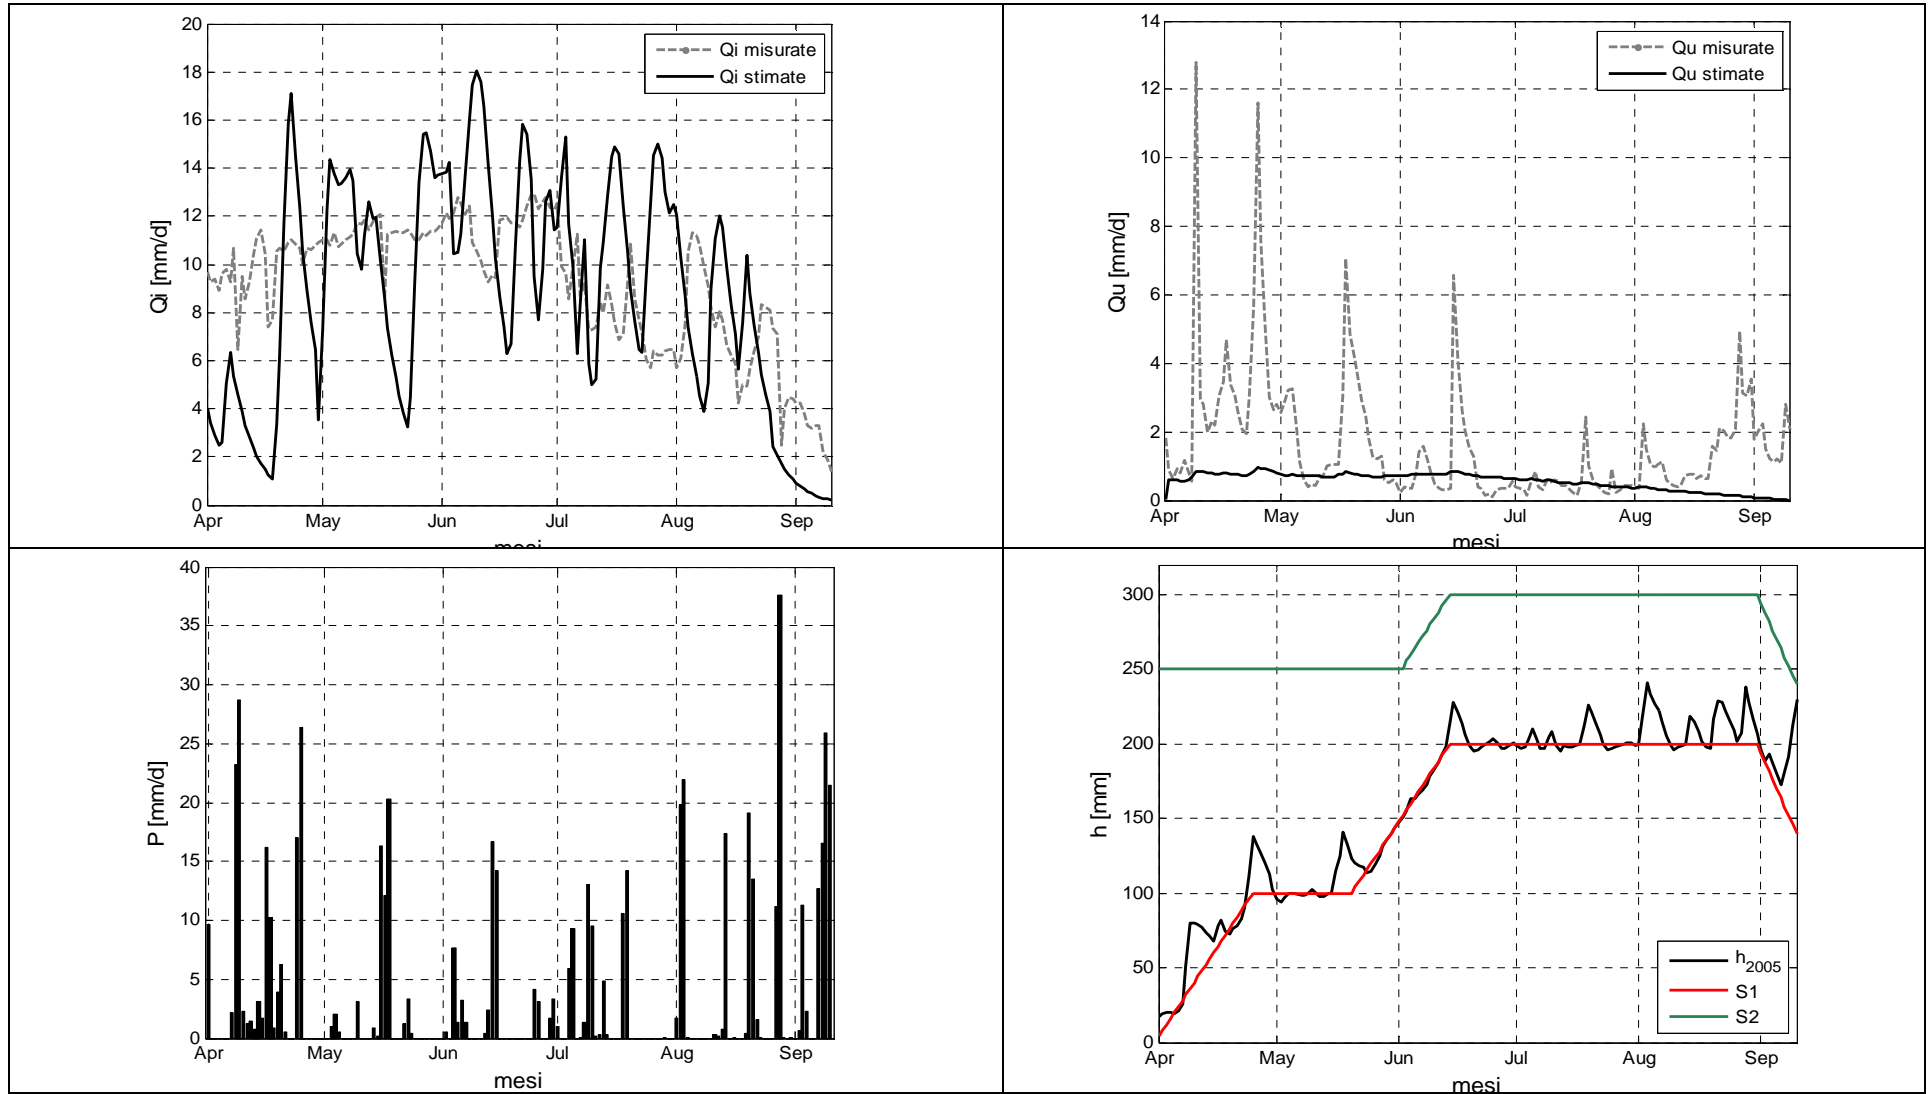 20
18
16
14
12
10
8
6
4
2
0
Qi [mm/d]
Qi misurate
Qi stimate
Apr May Jun Jul Aug Sep
mesi
14
12
10
8
6
4
2
0
Qu [mm/d]
Qu misurate
Qu stimate
Apr May Jun Jul Aug Sep
mesi
40
35
30
25
20
15
10
5
0
P [mm/d]
Apr May Jun Jul Aug Sep
mesi
300
250
200
150
100
50
0
h [mm]
h2005
S1
S2
Apr May Jun Jul Aug Sep
mesi